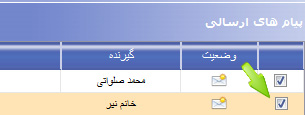 پیام های ارسالی
وضعیت گیرنده
محمد صلواتی
خانم نیر